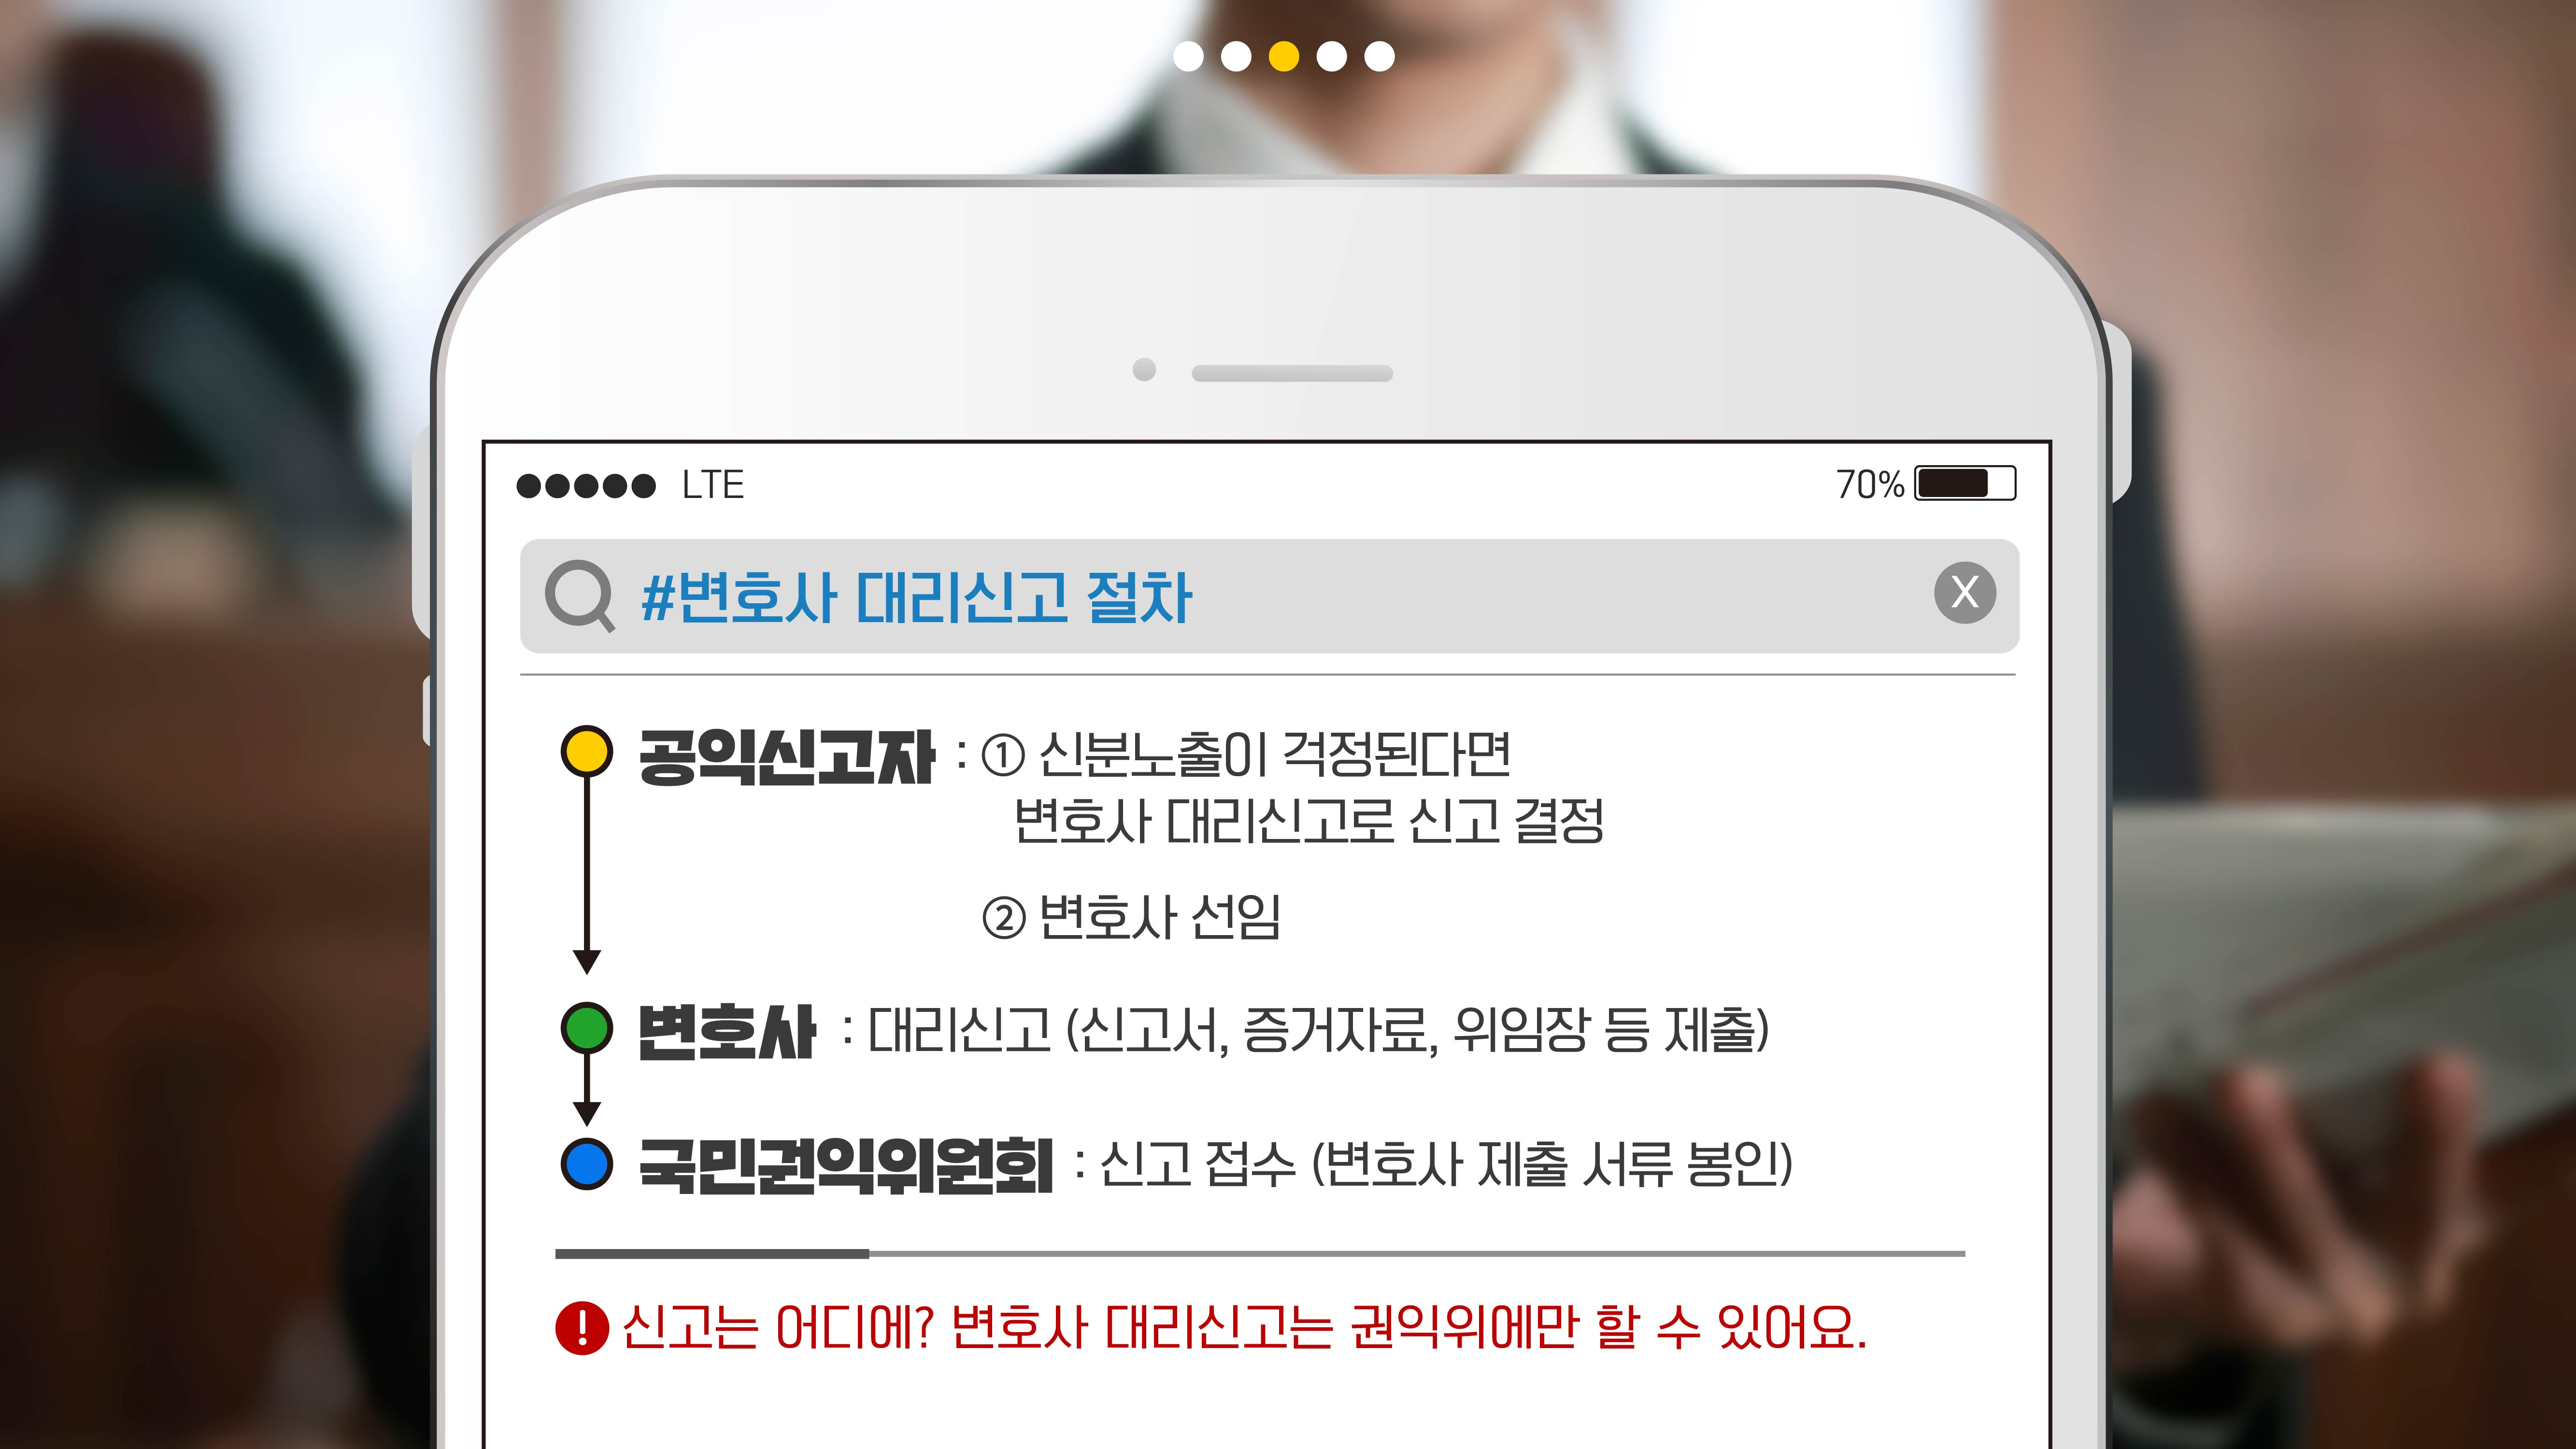 LTE
70%
#변호사 대리신고 절차
X
공익신고자 : ① 신분노출이 걱정된다면
변호사 대리신고로 신고 결정
② 변호사 선임
변호사 : 대리신고 (신고서, 증거자료, 위임장 등 제출)
국민권익위원회 : 신고 접수 (변호사 제출 서류 봉인)
! 신고는 어디에? 변호사 대리신고는 권익위에만 할 수 있어요.